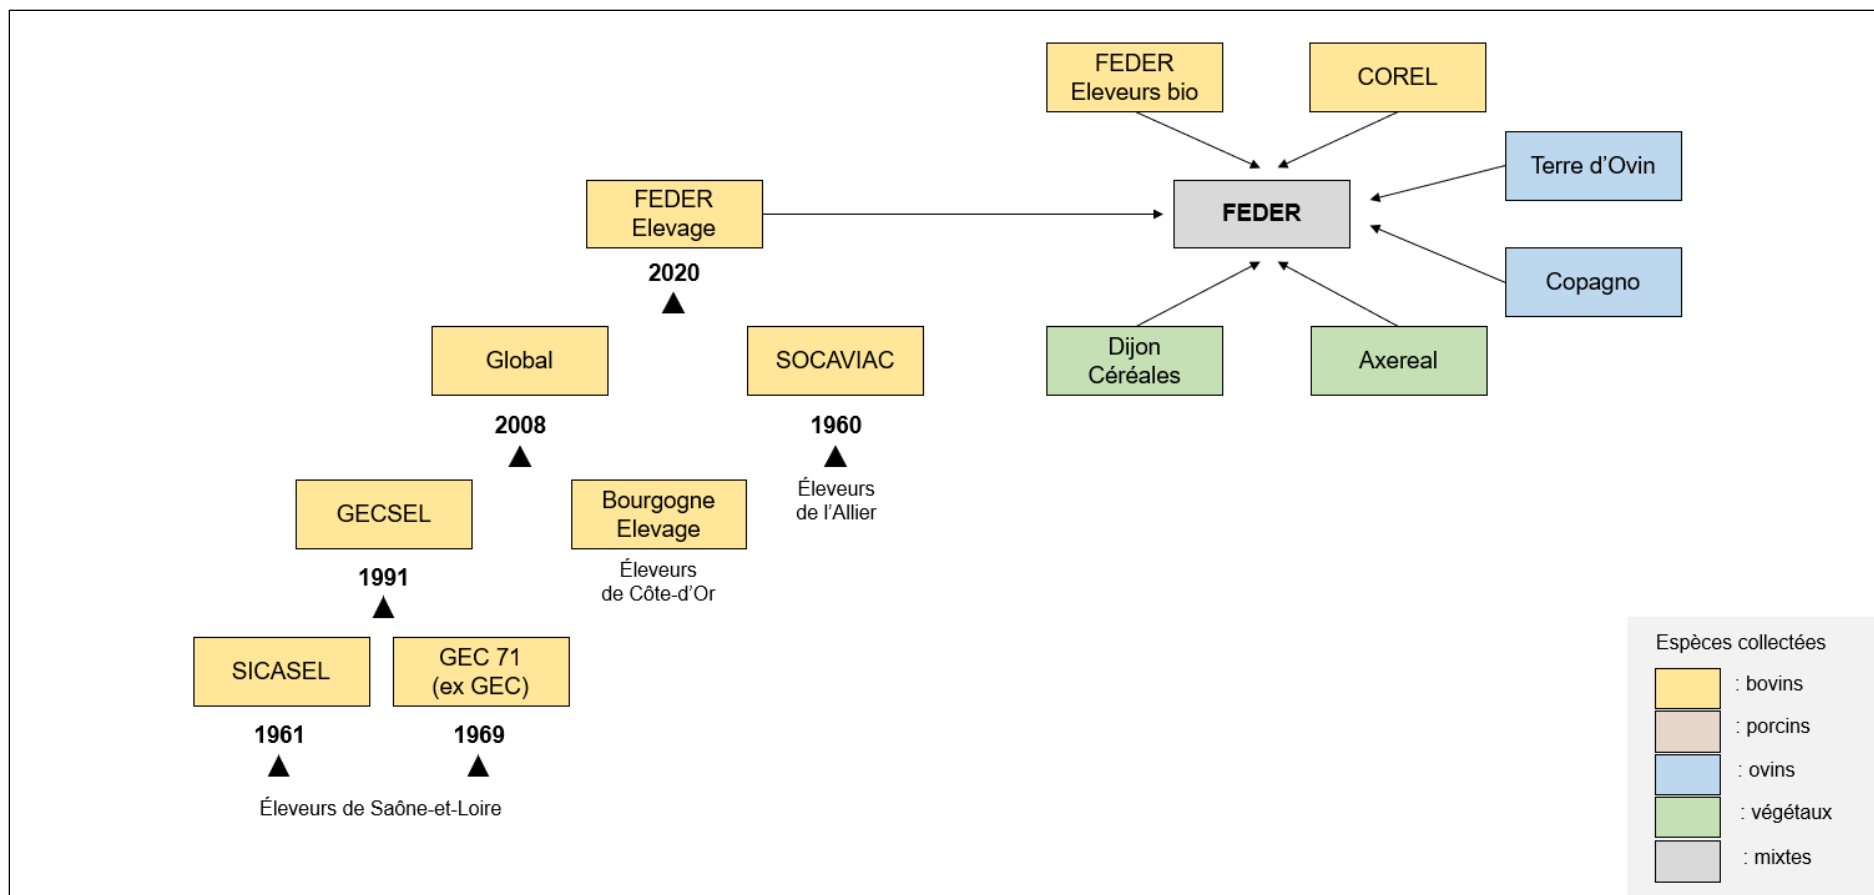 FEDER
Eleveurs bio
COREL
Terre d’Ovin
FEDER
Elevage
FEDER
2020
Copagno
Global
SOCAVIAC
Dijon
Céréales
Axereal
2008
1960
GECSEL
Bourgogne
Elevage
Éleveurs
de l’Allier
1991
Éleveurs
de Côte-d’Or
SICASEL
GEC 71
(ex GEC)
1961
1969
Éleveurs de Saône-et-Loire
Espèces collectées
: bovins
: porcins
: ovins
: végétaux
: mixtes